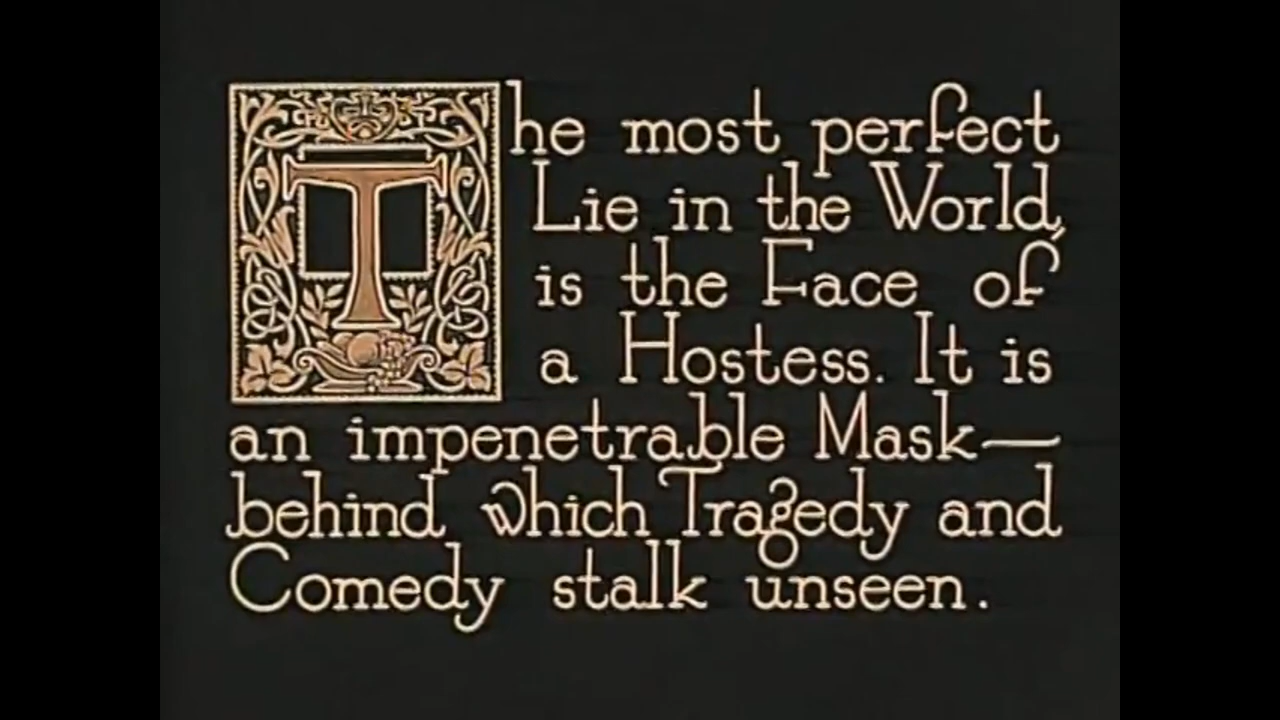 The most perfect
Lie in the World,
is the Face of
a Hostess. It is
an impenetrable Mask—
behind which Tragedy and
Comedy stalk unseen.